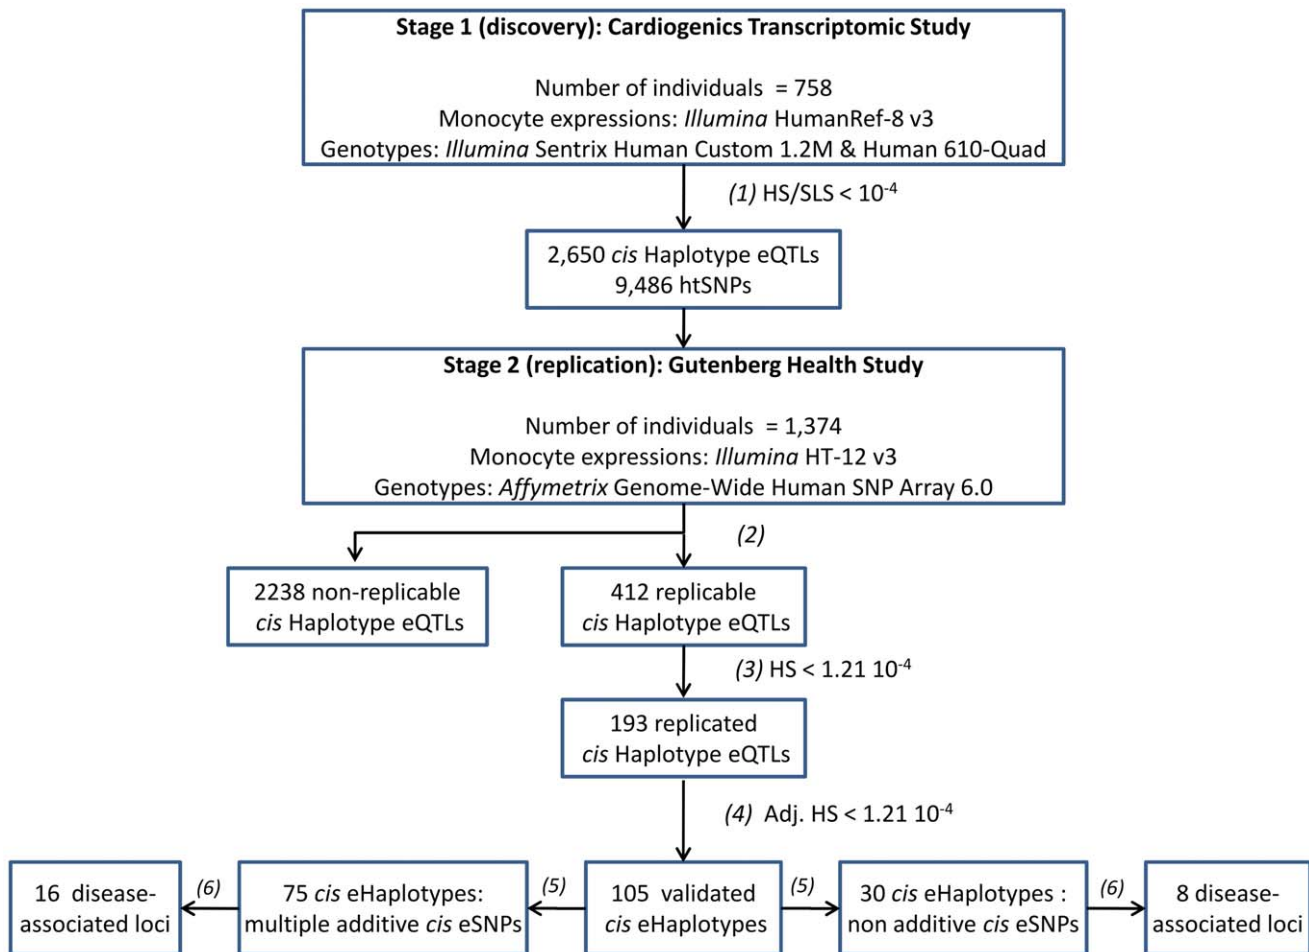 Stage 1 (discovery): Cardiogenics Transcriptomic Study
Number of individuals = 758
Monocyte expressions: Illumina HumanRef-8 v3
Genotypes: Illumina Sentrix Human Custom 1.2M & Human 610-Quad
(1) HS/SLS < 10⁻⁴
2,650 cis Haplotype eQTLs
9,486 htSNPs
Stage 2 (replication): Gutenberg Health Study
Number of individuals = 1,374
Monocyte expressions: Illumina HT-12 v3
Genotypes: Affymetrix Genome-Wide Human SNP Array 6.0
(2)
2238 non-replicable
cis Haplotype eQTLs
412 replicable
cis Haplotype eQTLs
(3) HS < 1.21 10⁻⁴
193 replicated
cis Haplotype eQTLs
(4) Adj. HS < 1.21 10⁻⁴
16 disease-
associated loci
(6)
75 cis eHaplotypes:
multiple additive cis eSNPs
(5)
105 validated
cis eHaplotypes
(5)
30 cis eHaplotypes :
non additive cis eSNPs
(6)
8 disease-
associated loci